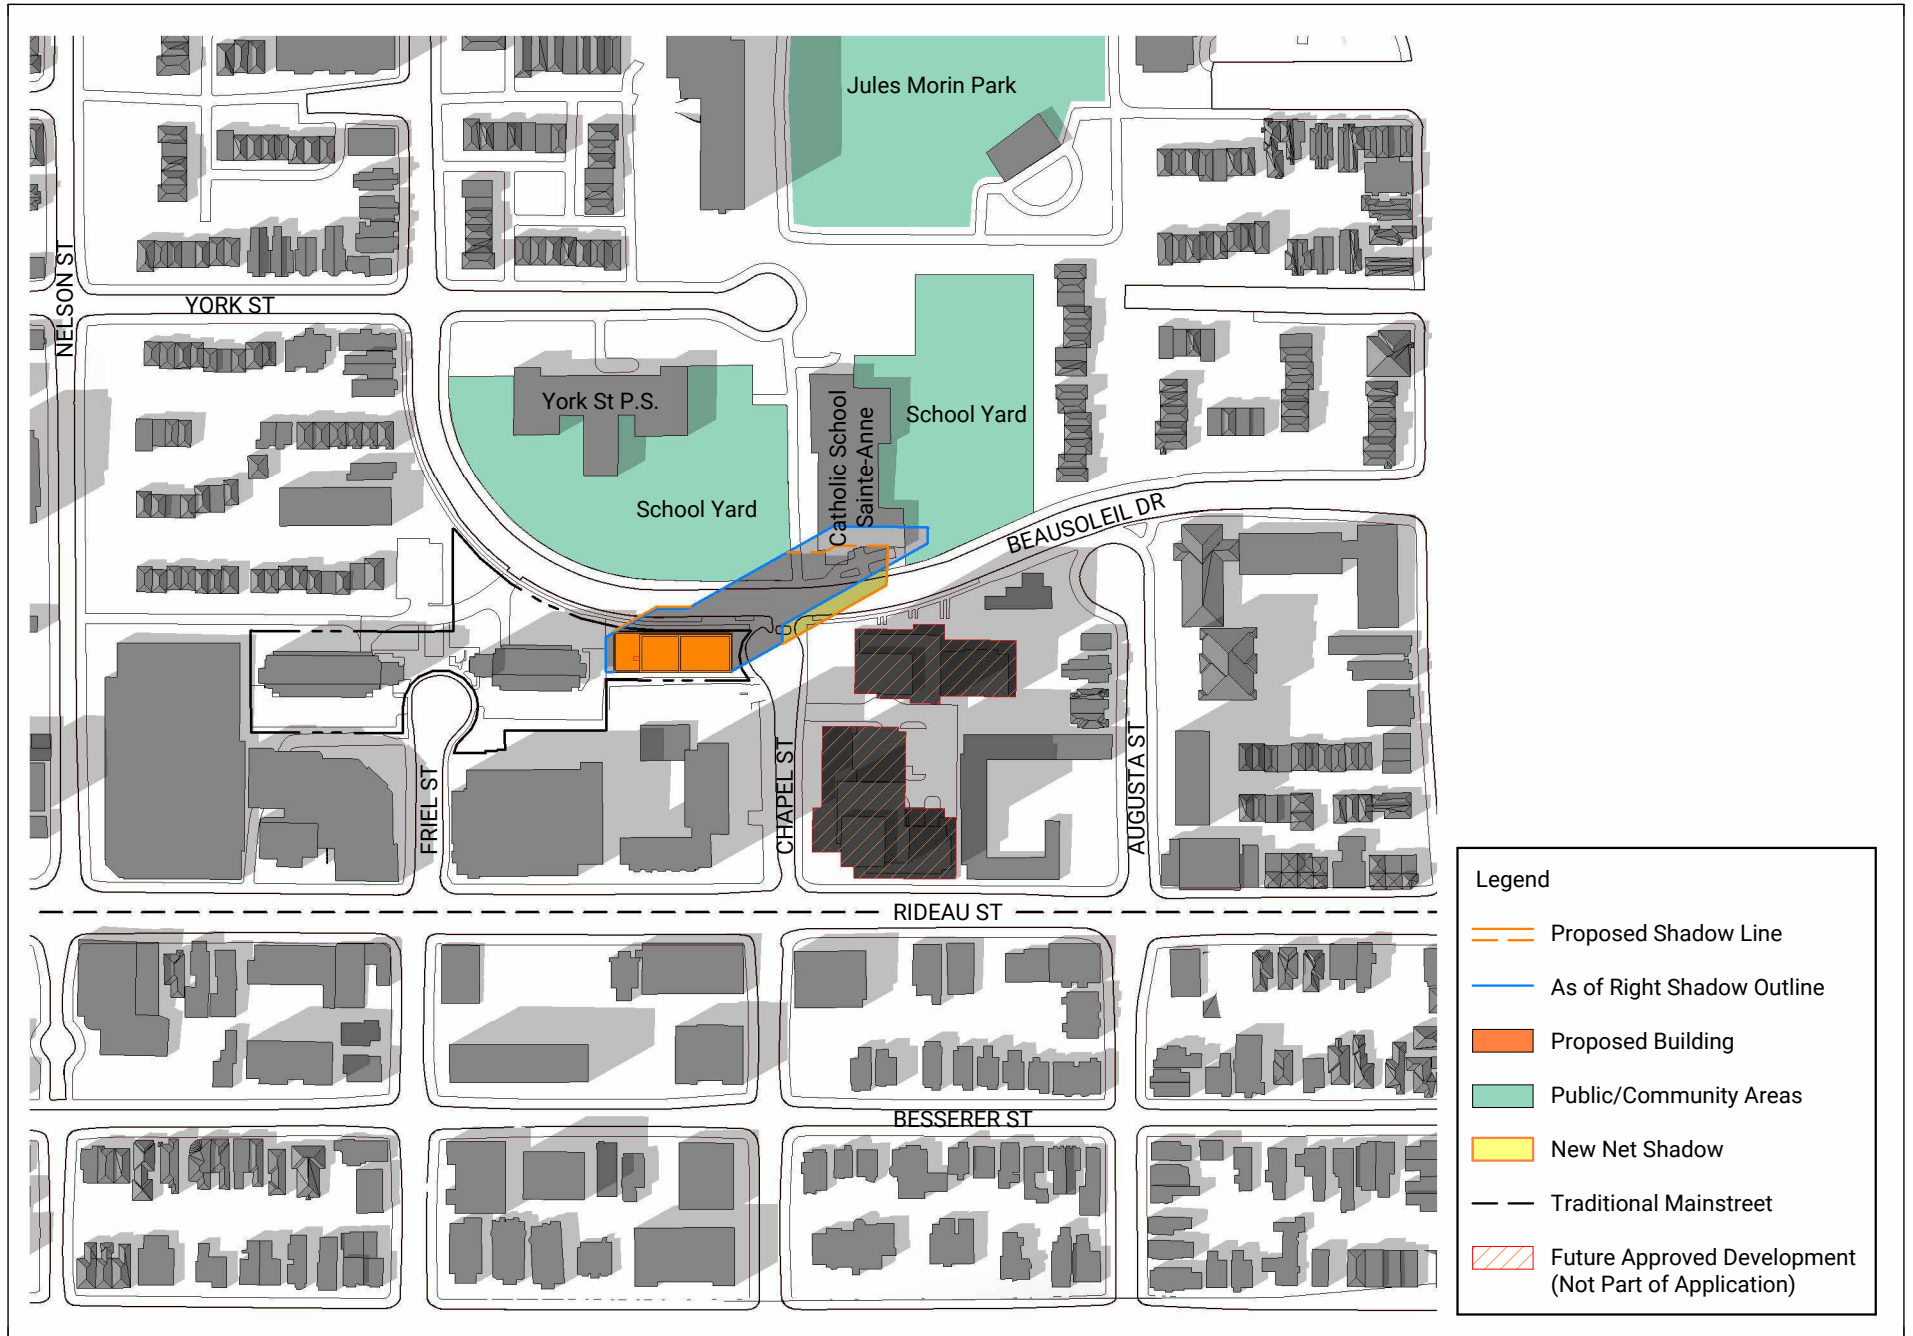 Jules Morin Park
NELSON ST
YORK ST
York St P.S.
School Yard
Catholic School
Sainte-Anne
School Yard
BEAUSOLEIL DR
FRIEL ST
CHAPEL ST
AUGUSTA ST
RIDEAU ST
BESSERER ST
Legend
Proposed Shadow Line
As of Right Shadow Outline
Proposed Building
Public/Community Areas
New Net Shadow
Traditional Mainstreet
Future Approved Development
(Not Part of Application)